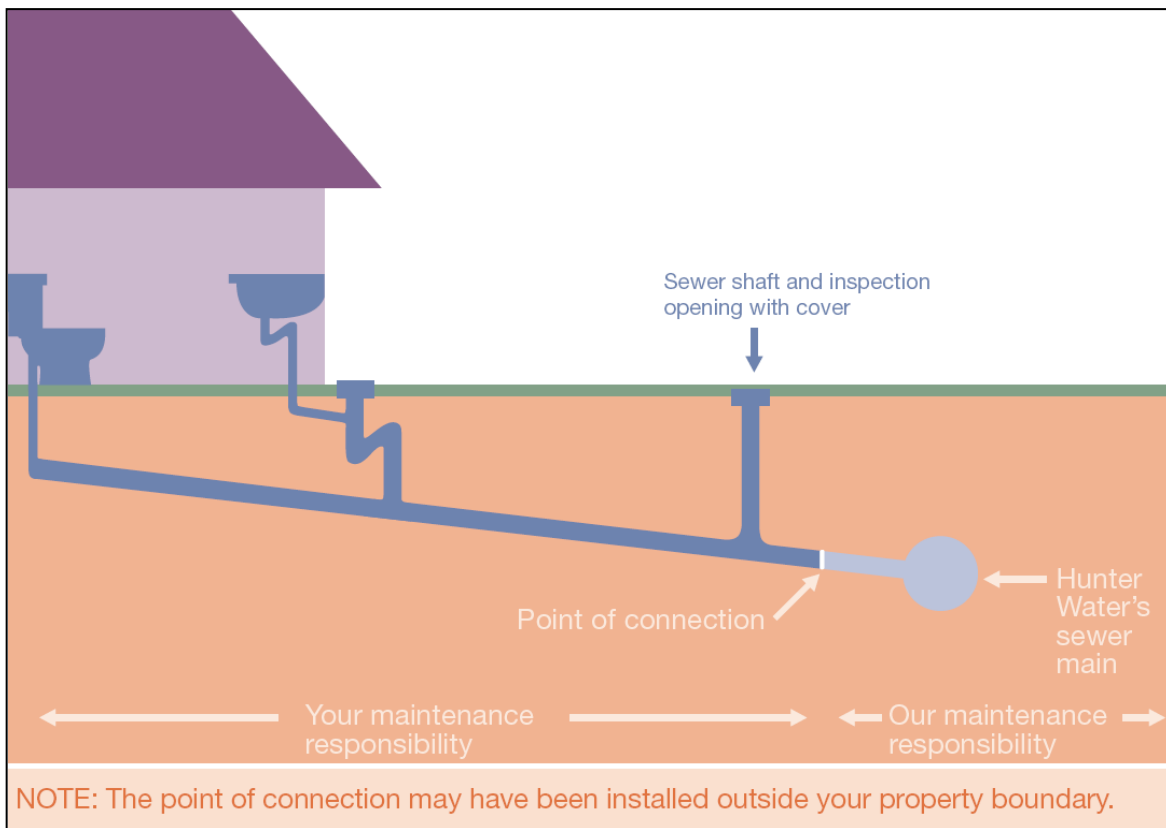 Sewer shaft and inspection
opening with cover
Point of connection
Hunter
Water's
sewer
main
Your maintenance
responsibility
Our maintenance
responsibility
NOTE: The point of connection may have been installed outside your property boundary.